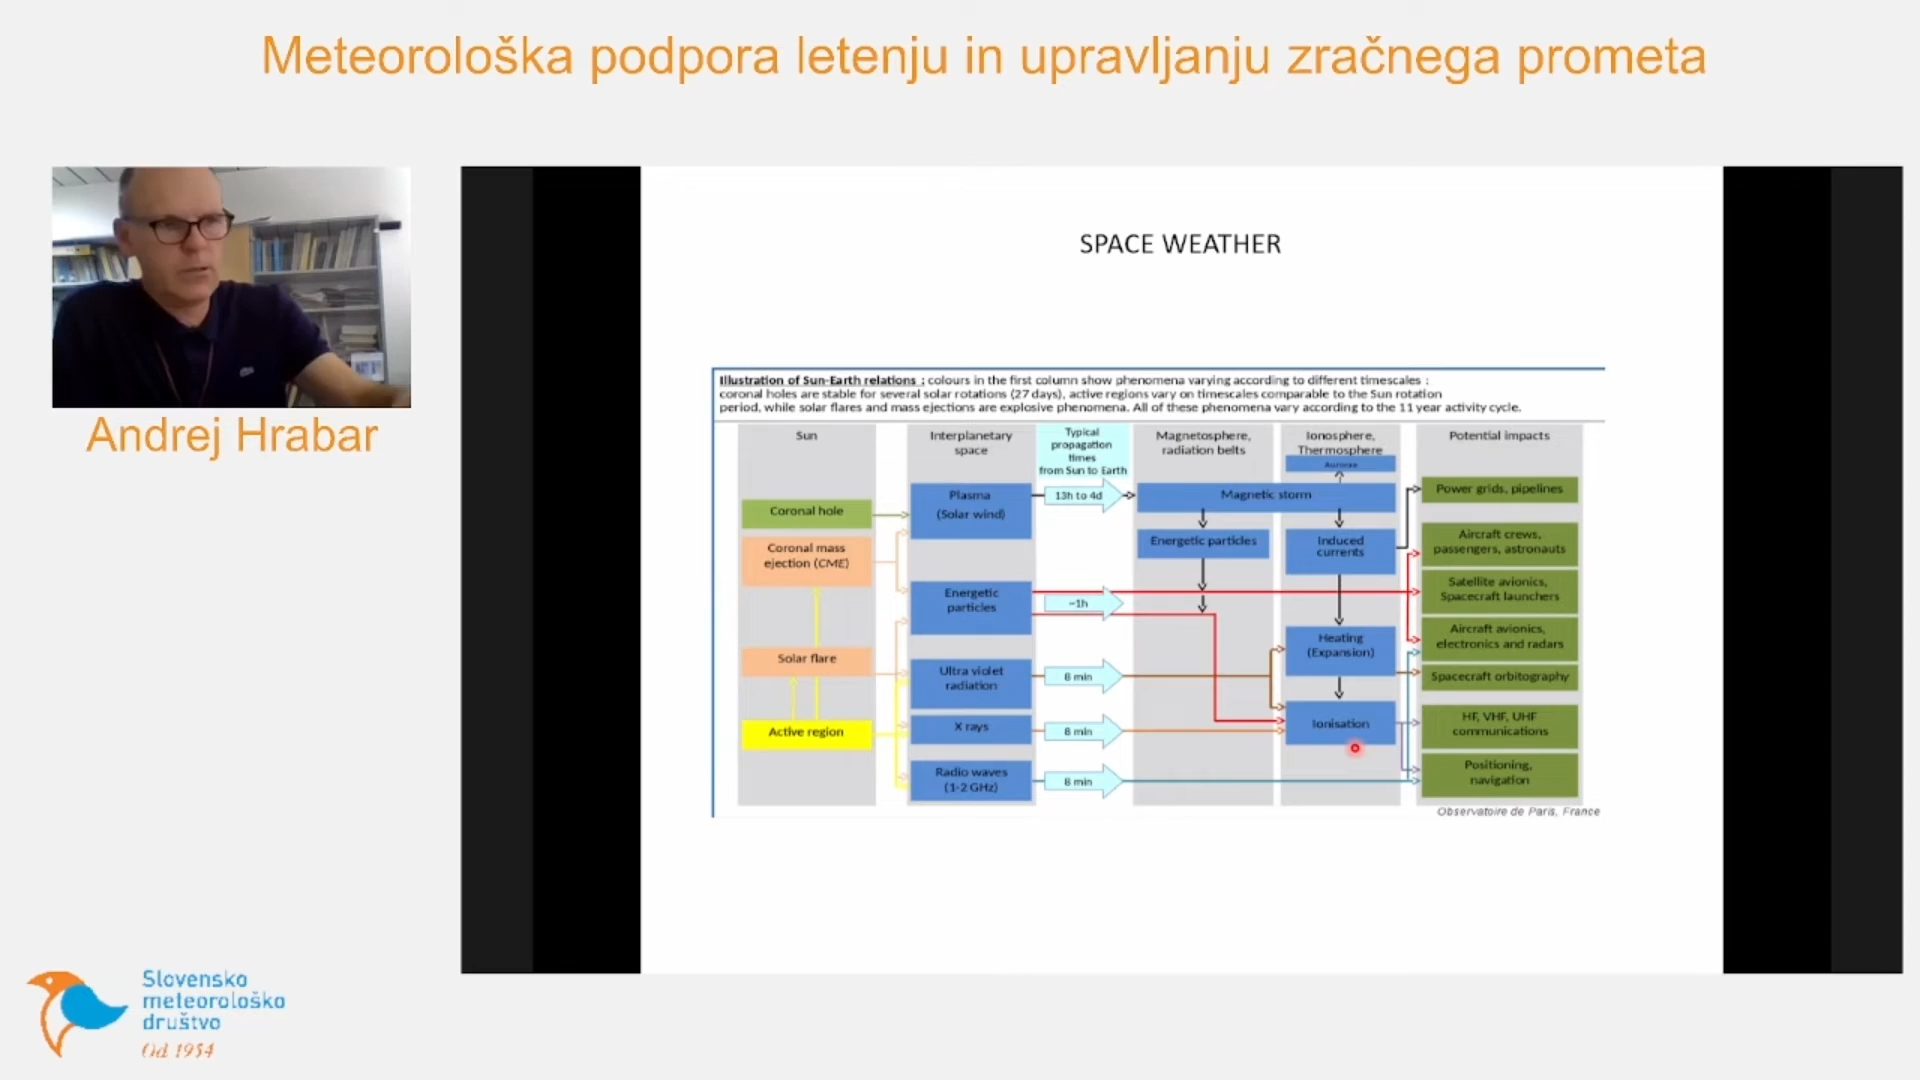 Meteorološka podpora letenju in upravljanju zračnega prometa
Andrej Hrabar
SPACE WEATHER
Illustration of Sun-Earth relations : colours in the first column show phenomena varying according to different timescales :
coronal holes are stable for several solar rotations (27 days), active regions vary on timescales comparable to the Sun rotation
period, while solar flares and mass ejections are explosive phenomena. All of these phenomena vary according to the 11 year activity cycle.
Sun
Coronal hole
Coronal mass
ejection (CME)
Solar flare
Active region
Interplanetary
space
Plasma
(Solar wind)
Energetic
particles
Ultra violet
radiation
X rays
Radio waves
(1-2 GHz)
Typical
propagation
times
from Sun to Earth
13h to 4d
~1h
8 min
8 min
8 min
Magnetosphere,
radiation belts
Magnetic storm
Energetic particles
Ionosphere,
Thermosphere
Aurorae
Induced
currents
Heating
(Expansion)
Ionisation
Potential impacts
Power grids, pipelines
Aircraft crews,
passengers, astronauts
Satellite avionics,
Spacecraft launchers
Aircraft avionics,
electronics and radars
Spacecraft orbitography
HF, VHF, UHF
communications
Positioning,
navigation
Observatoire de Paris, France
Slovensko
meteorološko
društvo
Od 1954